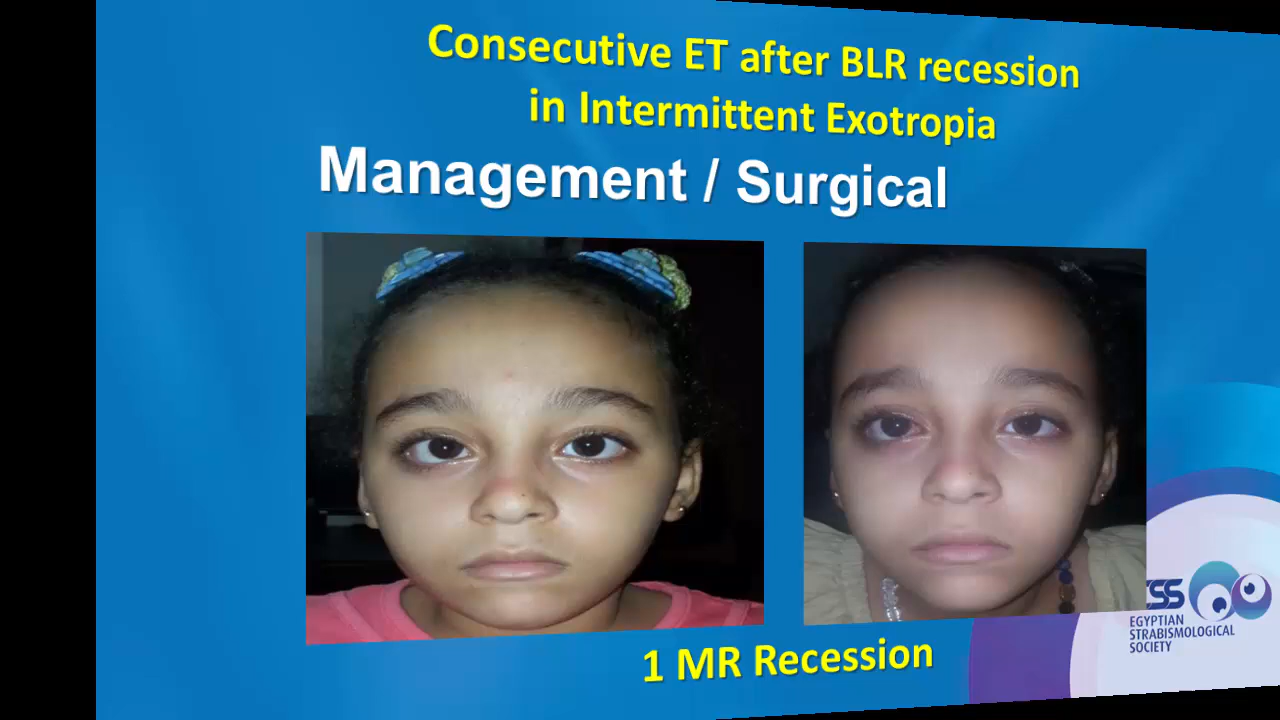 Consecutive ET after BLR recession
in Intermittent Exotropia
Management / Surgical
1 MR Recession
ESS
EGYPTIAN
STRABISMOLOGICAL
SOCIETY